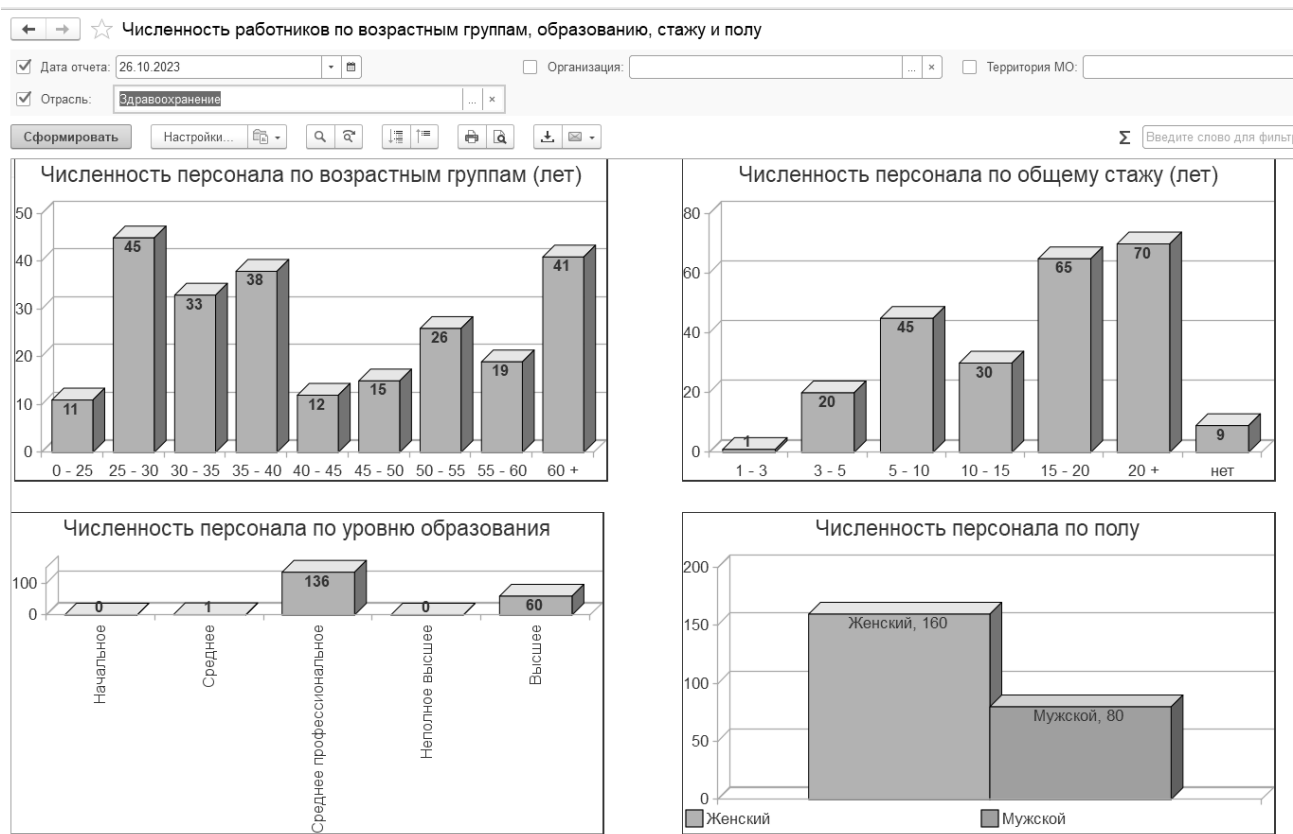 Численность работников по возрастным группам, образованию, стажу и полу
Дата отчета: 26.10.2023 Организация: ... × Территория МО:
Отрасль: Здравоохранение ... ×
Сформировать Настройки... Σ Введите слово для фильтр
Численность персонала по возрастным группам (лет)
50
40
30
20
10
0
11 45 33 38 12 15 26 19 41
0 - 25 25 - 30 30 - 35 35 - 40 40 - 45 45 - 50 50 - 55 55 - 60 60 +
Численность персонала по общему стажу (лет)
80
60
40
20
0
1 20 45 30 65 70 9
1 - 3 3 - 5 5 - 10 10 - 15 15 - 20 20 + нет
Численность персонала по уровню образования
100
0
0 1 136 0 60
Начальное
Среднее
Среднее профессиональное
Неполное высшее
Высшее
Численность персонала по полу
200
150
100
50
0
Женский, 160
Мужской, 80
Женский Мужской